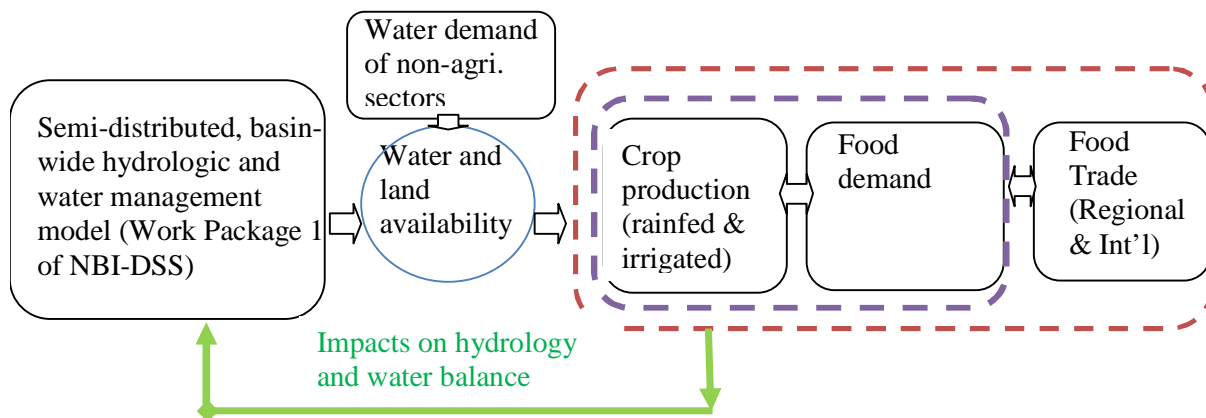 Water demand
of non-agri.
sectors
Semi-distributed, basin-
wide hydrologic and
water management
model (Work Package 1
of NBI-DSS)
Water and
land
availability
Crop
production
(rainfed &
irrigated)
Food
demand
Food
Trade
(Regional
& Int’l)
Impacts on hydrology
and water balance